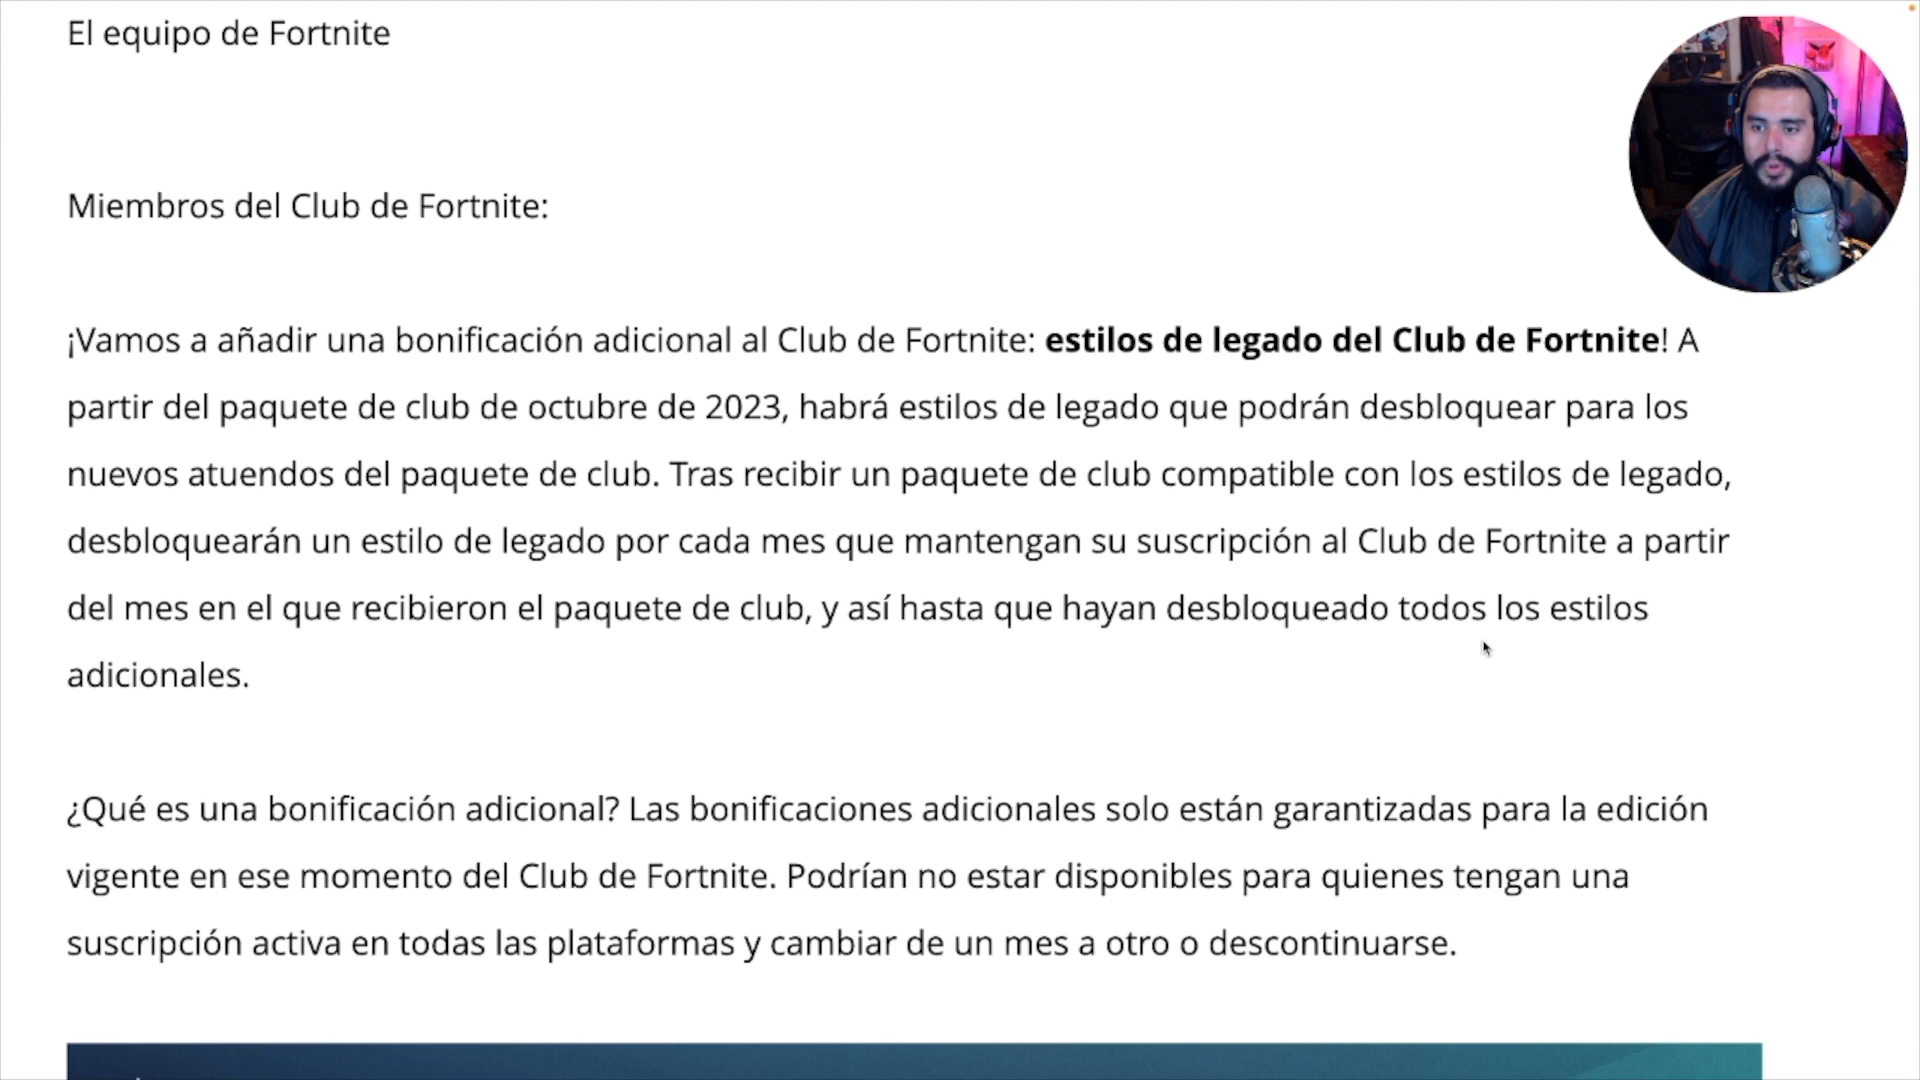 El equipo de Fortnite
Miembros del Club de Fortnite:
¡Vamos a añadir una bonificación adicional al Club de Fortnite: estilos de legado del Club de Fortnite! A
partir del paquete de club de octubre de 2023, habrá estilos de legado que podrán desbloquear para los
nuevos atuendos del paquete de club. Tras recibir un paquete de club compatible con los estilos de legado,
desbloquearán un estilo de legado por cada mes que mantengan su suscripción al Club de Fortnite a partir
del mes en el que recibieron el paquete de club, y así hasta que hayan desbloqueado todos los estilos
adicionales.
¿Qué es una bonificación adicional? Las bonificaciones adicionales solo están garantizadas para la edición
vigente en ese momento del Club de Fortnite. Podrían no estar disponibles para quienes tengan una
suscripción activa en todas las plataformas y cambiar de un mes a otro o descontinuarse.